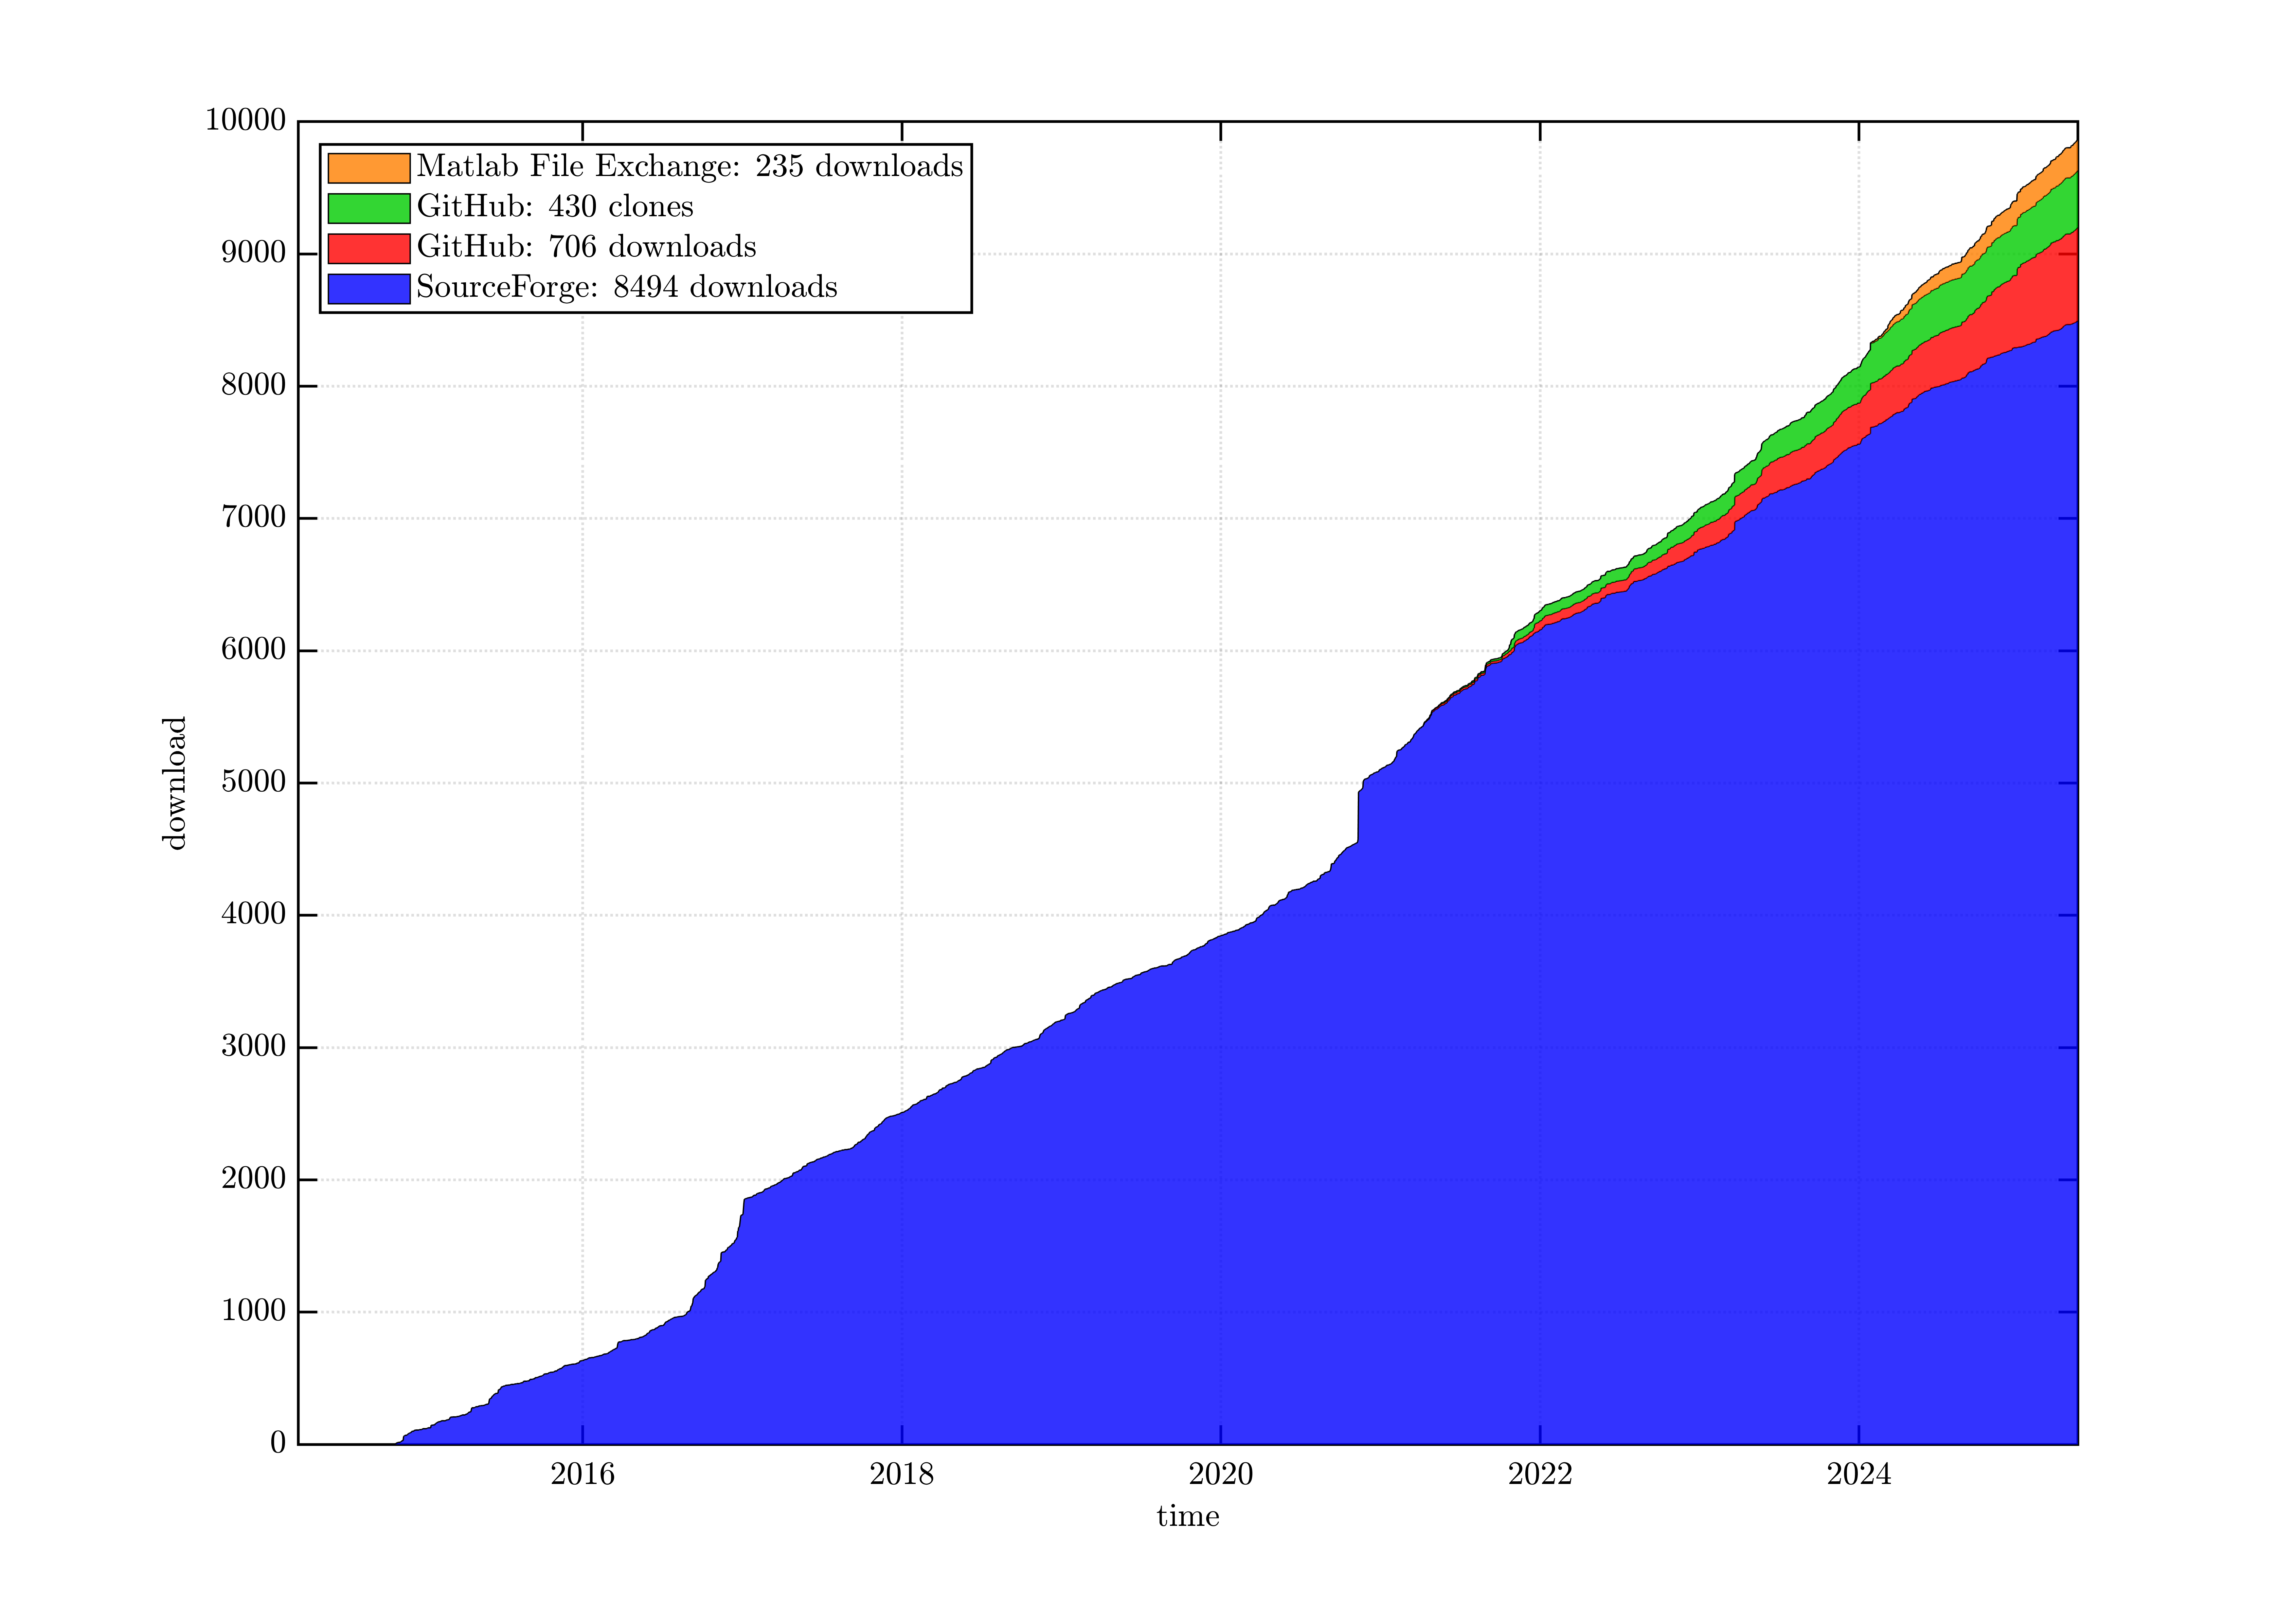 10000
9000
8000
7000
6000
5000
4000
3000
2000
1000
0
download
Matlab File Exchange: 235 downloads
GitHub: 430 clones
GitHub: 706 downloads
SourceForge: 8494 downloads
2016 2018 2020 2022 2024
time